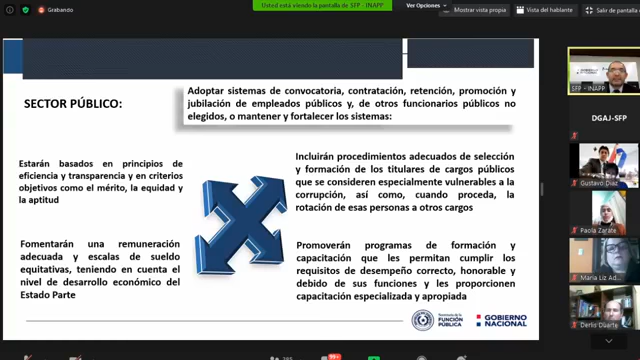 Grabando
Usted está viendo la pantalla de SFP - INAPP
Ver Opciones
Mostrar vista propia
Vista del hablante
Salir de pantalla
SECTOR PÚBLICO:
Adoptar sistemas de convocatoria, contratación, retención, promoción y
jubilación de empleados públicos y, de otros funcionarios públicos no
elegidos, o mantener y fortalecer los sistemas:
Estarán basados en principios de
eficiencia y transparencia y en criterios
objetivos como el mérito, la equidad y
la aptitud
Incluirán procedimientos adecuados de selección
y formación de los titulares de cargos públicos
que se consideren especialmente vulnerables a la
corrupción, así como, cuando proceda, la
rotación de esas personas a otros cargos
Fomentarán una remuneración
adecuada y escalas de sueldo
equitativas, teniendo en cuenta el
nivel de desarrollo económico del
Estado Parte
Promoverán programas de formación y
capacitación que les permitan cumplir los
requisitos de desempeño correcto, honorable y
debido de sus funciones y les proporcionen
capacitación especializada y apropiada
FUNCIÓN
PÚBLICA
GOBIERNO
NACIONAL
SFP - INAPP
DGAJ-SFP
Gustavo Diaz
Paola Zarate
Maria Liz Ad...
Derlis Duarte
285
99+